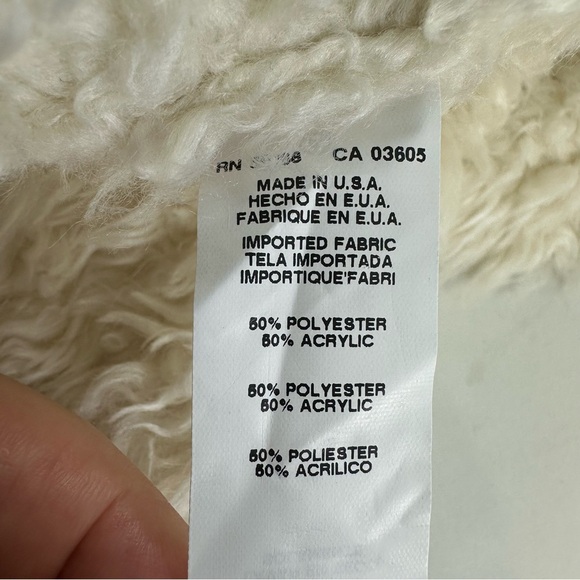 RN CA 03605
MADE IN U.S.A.
HECHO EN E.U.A.
FABRIQUE EN E.U.A.
IMPORTED FABRIC
TELA IMPORTADA
IMPORTIQUE'FABRI
50% POLYESTER
50% ACRYLIC
50% POLYESTER
50% ACRYLIC
50% POLIESTER
50% ACRILICO